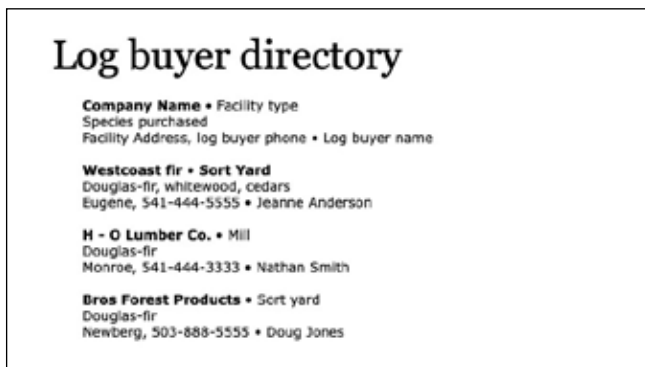 Log buyer directory
Company Name • Facility type
Species purchased
Facility Address, log buyer phone • Log buyer name
Westcoast fir • Sort Yard
Douglas-fir, whitewood, cedars
Eugene, 541-444-5555 • Jeanne Anderson
H - O Lumber Co. • Mill
Douglas-fir
Monroe, 541-444-3333 • Nathan Smith
Bros Forest Products • Sort yard
Douglas-fir
Newberg, 503-888-5555 • Doug Jones